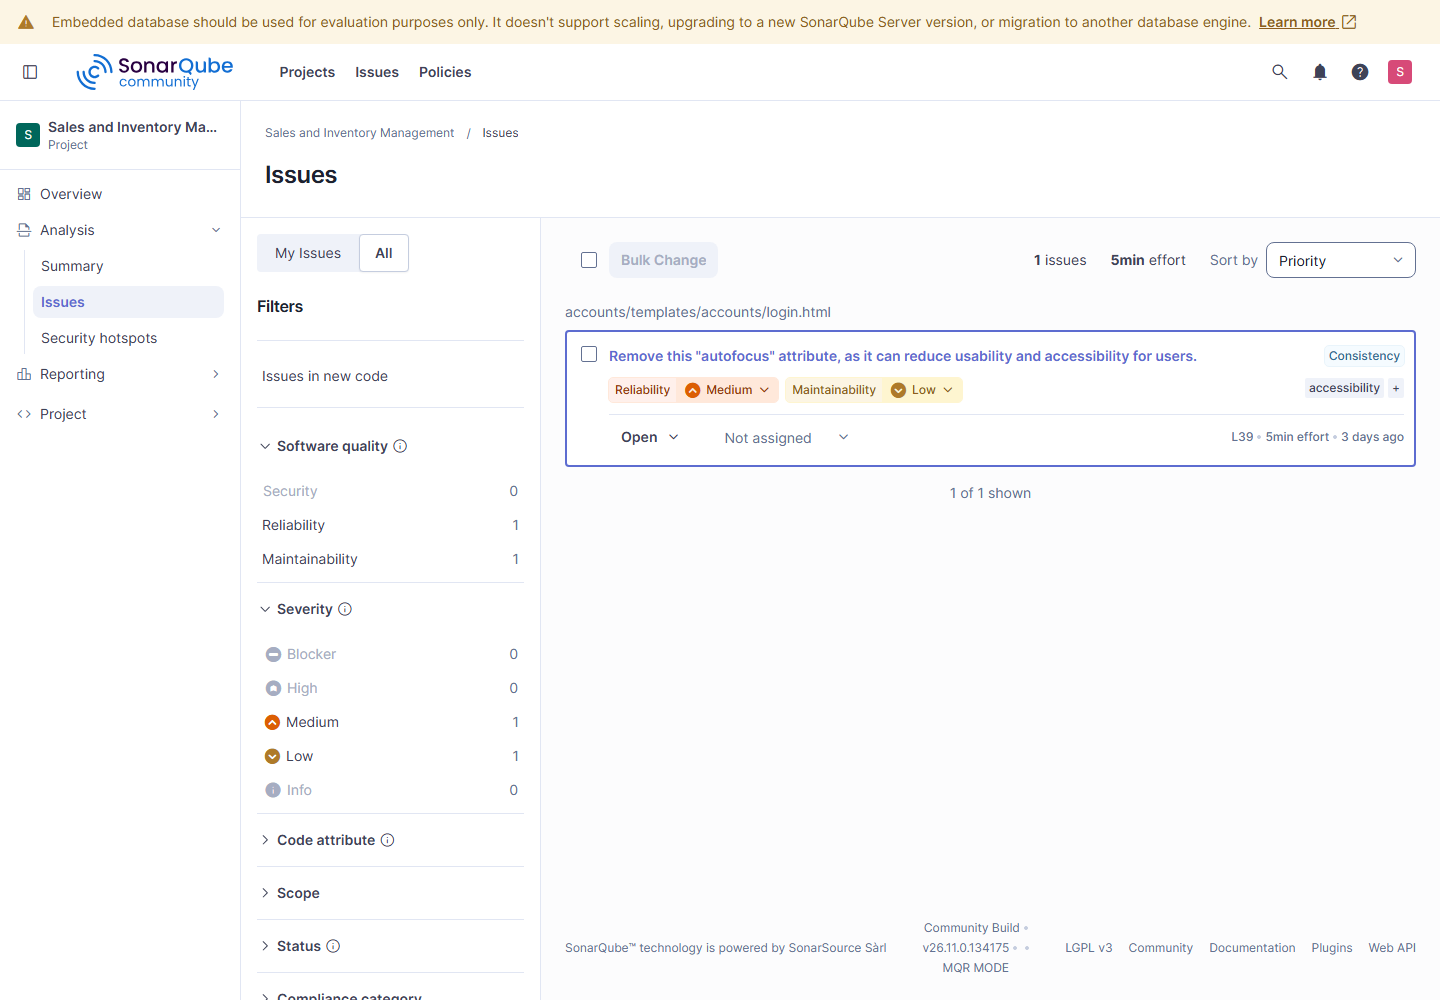 Embedded database should be used for evaluation purposes only. It doesn't support scaling, upgrading to a new SonarQube Server version, or migration to another database engine. Learn more
SonarQube community
Projects Issues Policies
? S
S Sales and Inventory Ma...
Project
Overview
Analysis
Summary
Issues
Security hotspots
Reporting
Project
Sales and Inventory Management / Issues
Issues
My Issues All
Filters
Issues in new code
Software quality
Security 0
Reliability 1
Maintainability 1
Severity
Blocker 0
High 0
Medium 1
Low 1
Info 0
Code attribute
Scope
Status
Compliance category
Bulk Change
1 issues 5min effort Sort by Priority
accounts/templates/accounts/login.html
Remove this "autofocus" attribute, as it can reduce usability and accessibility for users. Consistency
Reliability Medium Maintainability Low accessibility +
Open Not assigned L39 • 5min effort • 3 days ago
1 of 1 shown
SonarQube™ technology is powered by SonarSource Sàrl
Community Build •
v26.11.0.134175 • •
MQR MODE
LGPL v3 Community Documentation Plugins Web API